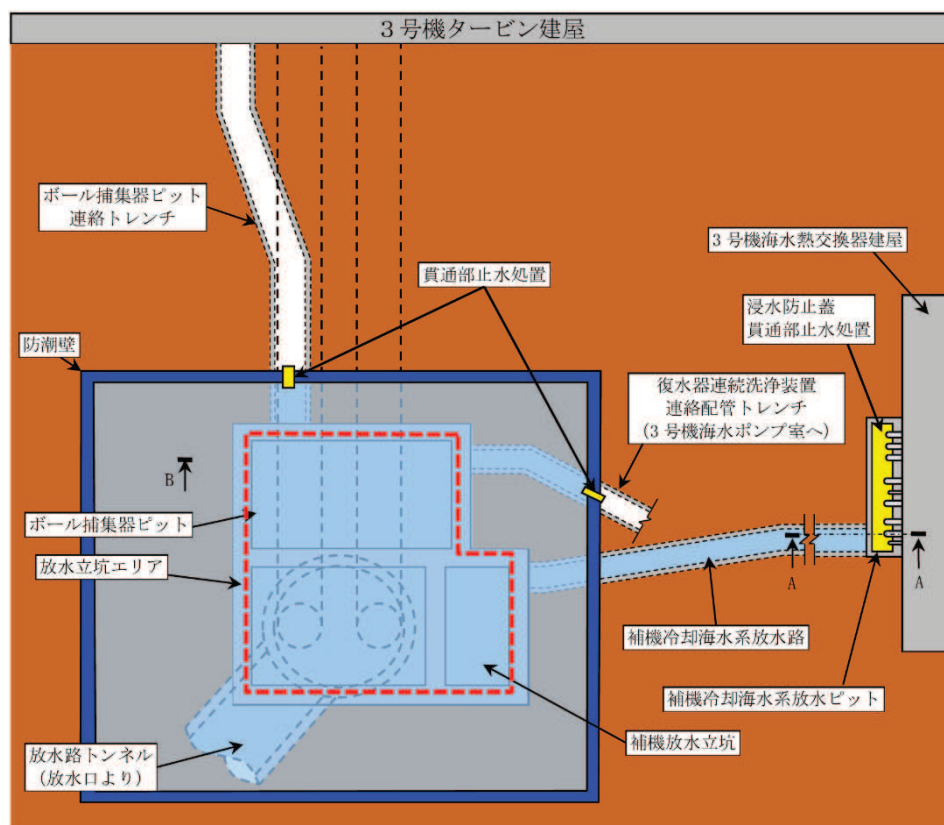 3号機タービン建屋
ボール捕集器ピット
連絡トレンチ
3号機海水熱交換器建屋
貫通部止水処置
浸水防止蓋
貫通部止水処置
防潮壁
復水器連続洗浄装置
連絡配管トレンチ
(3号機海水ポンプ室へ)
B
ボール捕集器ピット
放水立坑エリア
A
A
補機冷却海水系放水路
補機冷却海水系放水ピット
補機放水立坑
放水路トンネル
(放水口より)